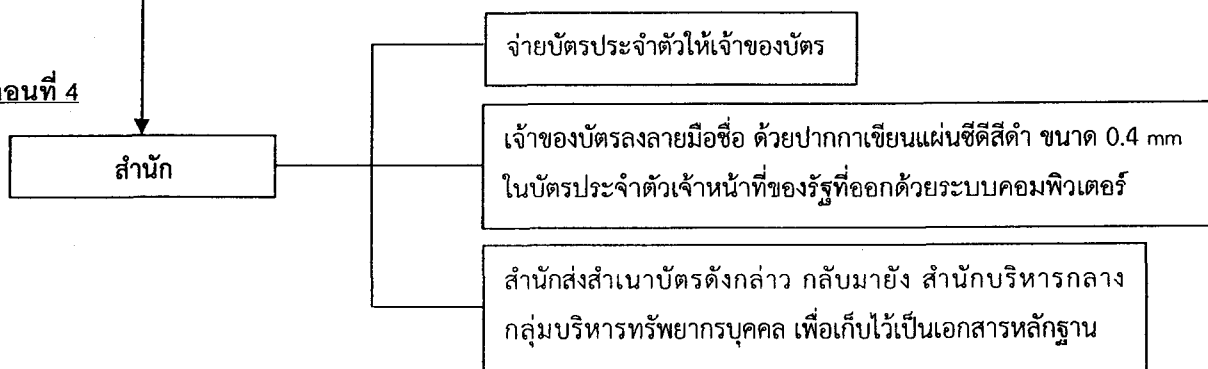 จ่ายบัตรประจำตัวให้เจ้าของบัตร
อนที่ 4
เจ้าของบัตรลงลายมือชื่อ ด้วยปากกาเขียนแผ่นซีดีสีดำ ขนาด 0.4 mm
สำนัก
ในบัตรประจำตัวเจ้าหน้าที่ของรัฐที่ออกด้วยระบบคอมพิวเตอร์
สำนักส่งสำเนาบัตรดังกล่าว กลับมายัง สำนักบริหารกลาง
กลุ่มบริหารทรัพยากรบุคคล เพื่อเก็บไว้เป็นเอกสารหลักฐาน